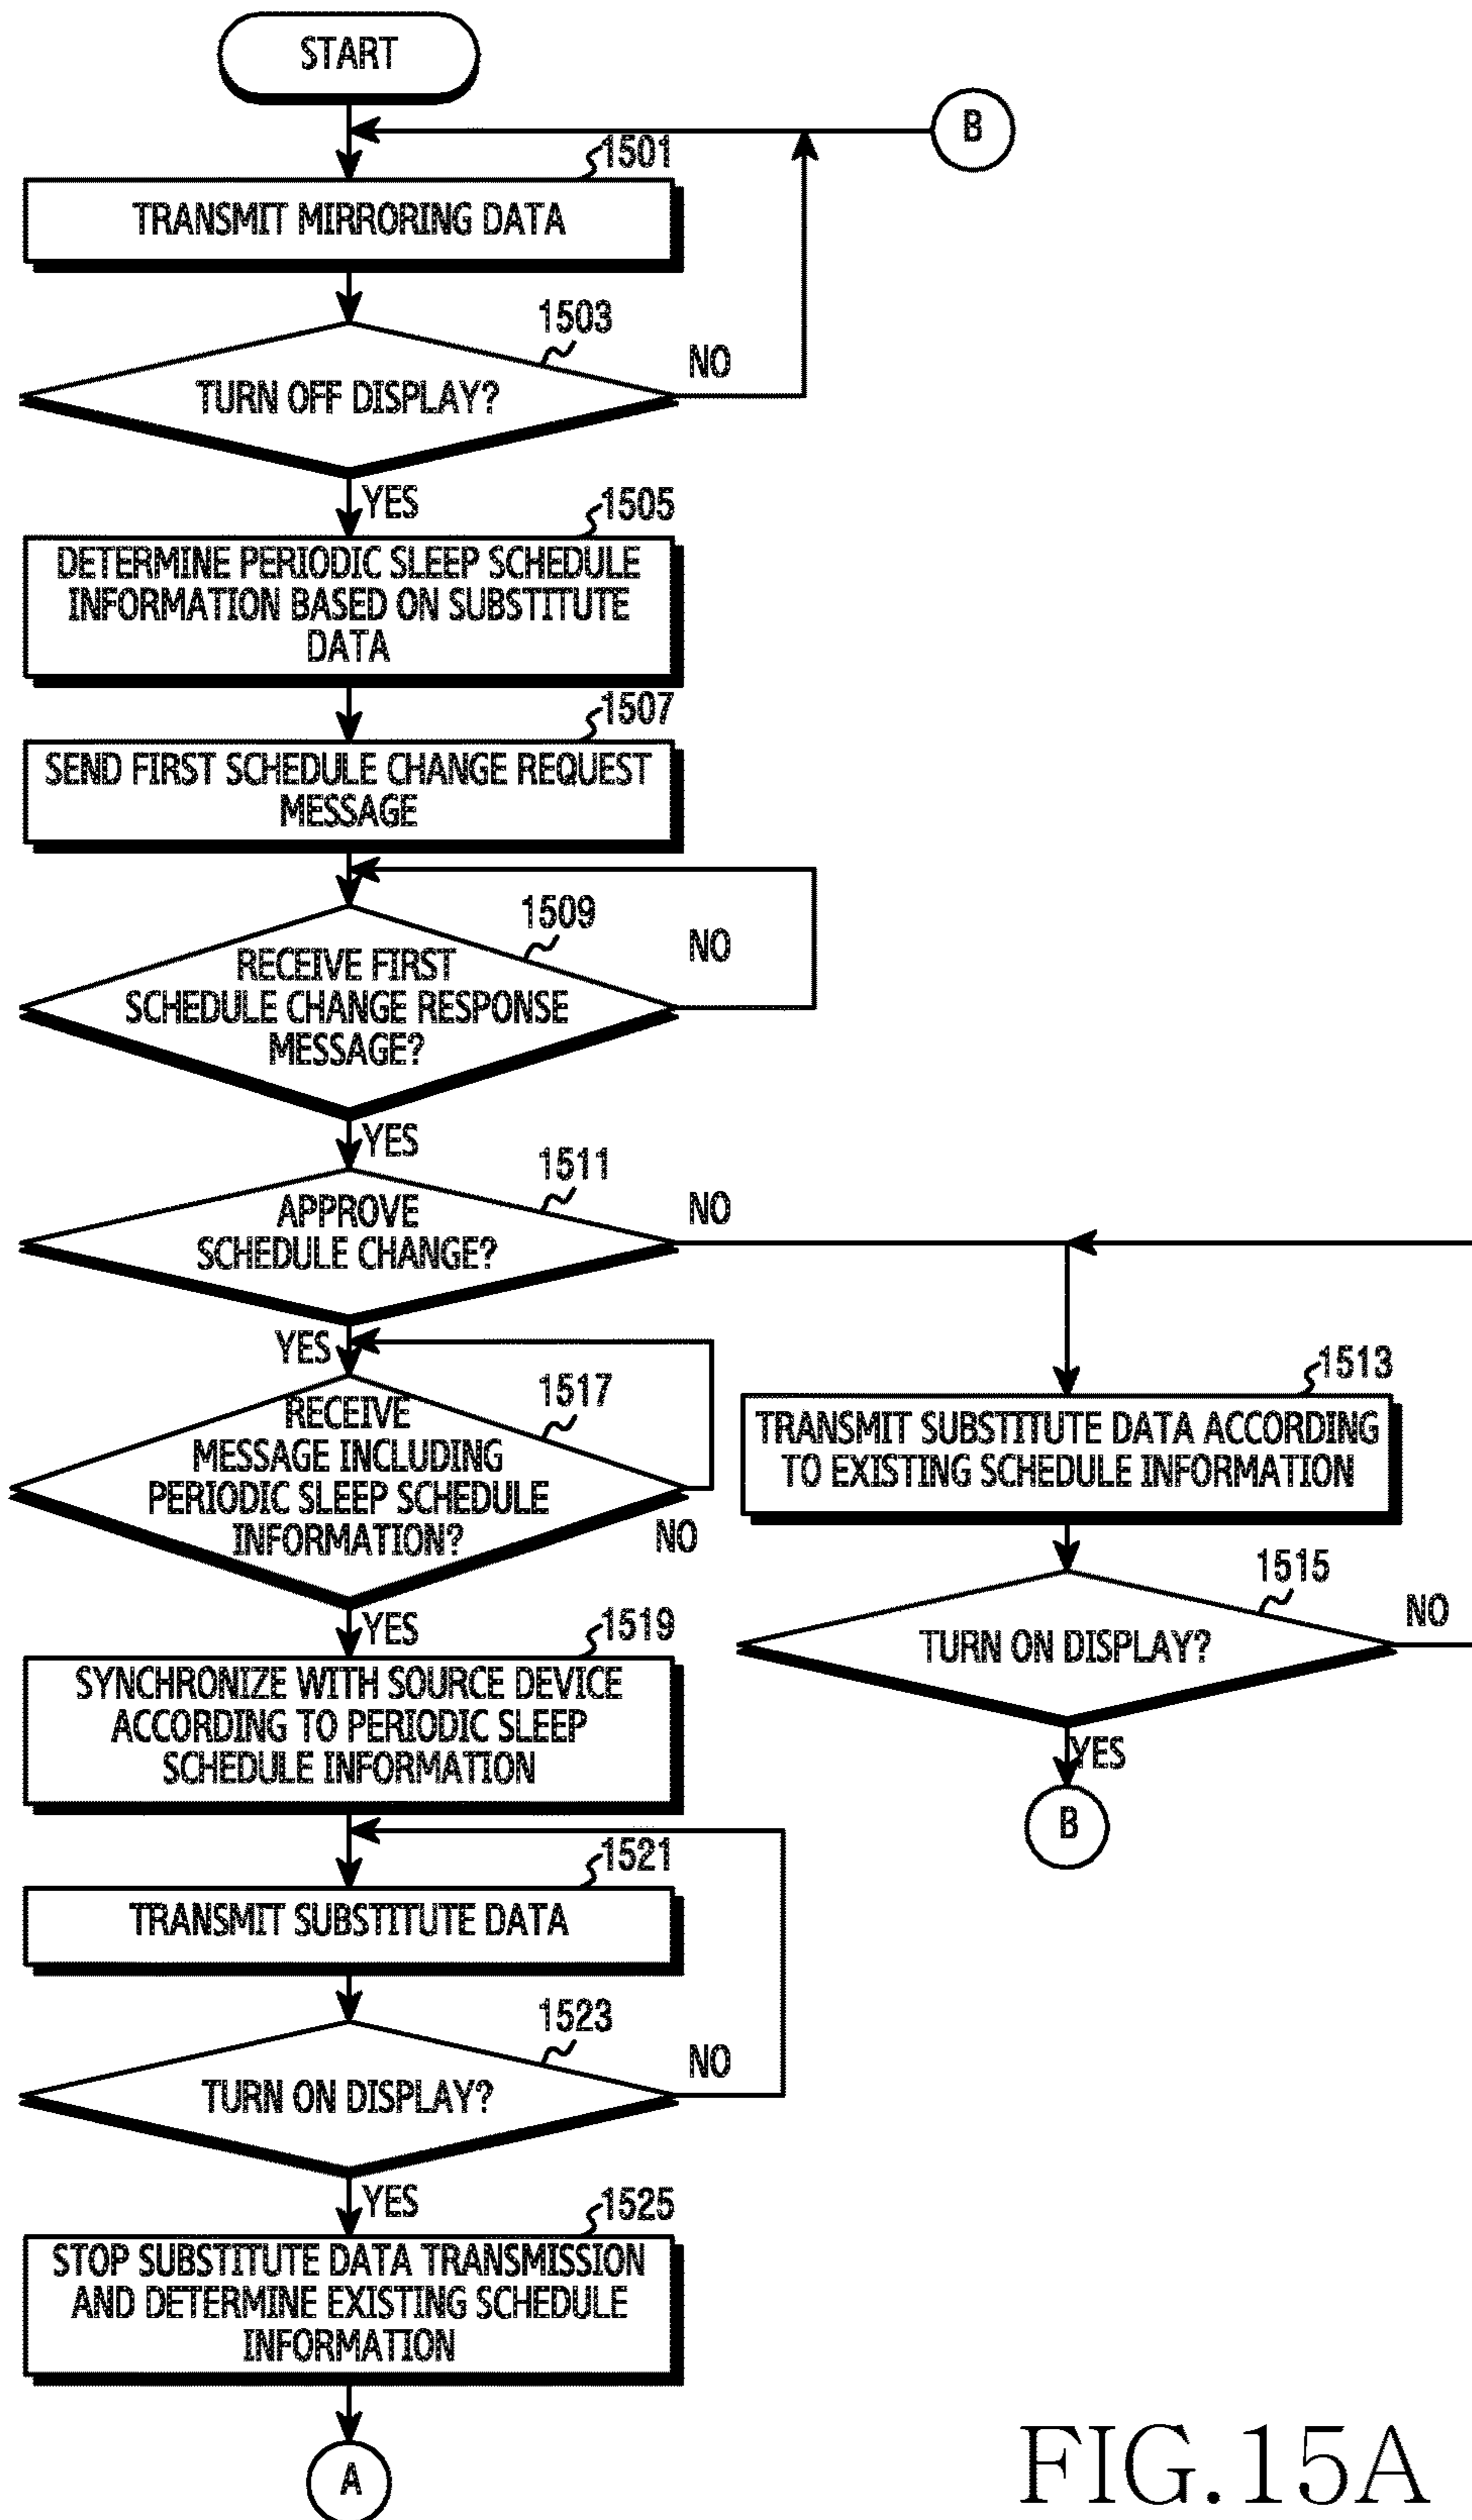 START
B
1501
TRANSMIT MIRRORING DATA
1503
TURN OFF DISPLAY?
NO
YES
1505
DETERMINE PERIODIC SLEEP SCHEDULE
INFORMATION BASED ON SUBSTITUTE
DATA
1507
SEND FIRST SCHEDULE CHANGE REQUEST
MESSAGE
1509
RECEIVE FIRST
SCHEDULE CHANGE RESPONSE
MESSAGE?
NO
YES
1511
APPROVE
SCHEDULE CHANGE?
NO
YES
1517
RECEIVE
MESSAGE INCLUDING
PERIODIC SLEEP SCHEDULE
INFORMATION?
NO
YES
1513
TRANSMIT SUBSTITUTE DATA ACCORDING
TO EXISTING SCHEDULE INFORMATION
1515
TURN ON DISPLAY?
NO
YES
B
1519
SYNCHRONIZE WITH SOURCE DEVICE
ACCORDING TO PERIODIC SLEEP
SCHEDULE INFORMATION
1521
TRANSMIT SUBSTITUTE DATA
1523
TURN ON DISPLAY?
NO
YES
1525
STOP SUBSTITUTE DATA TRANSMISSION
AND DETERMINE EXISTING SCHEDULE
INFORMATION
A
FIG.15A